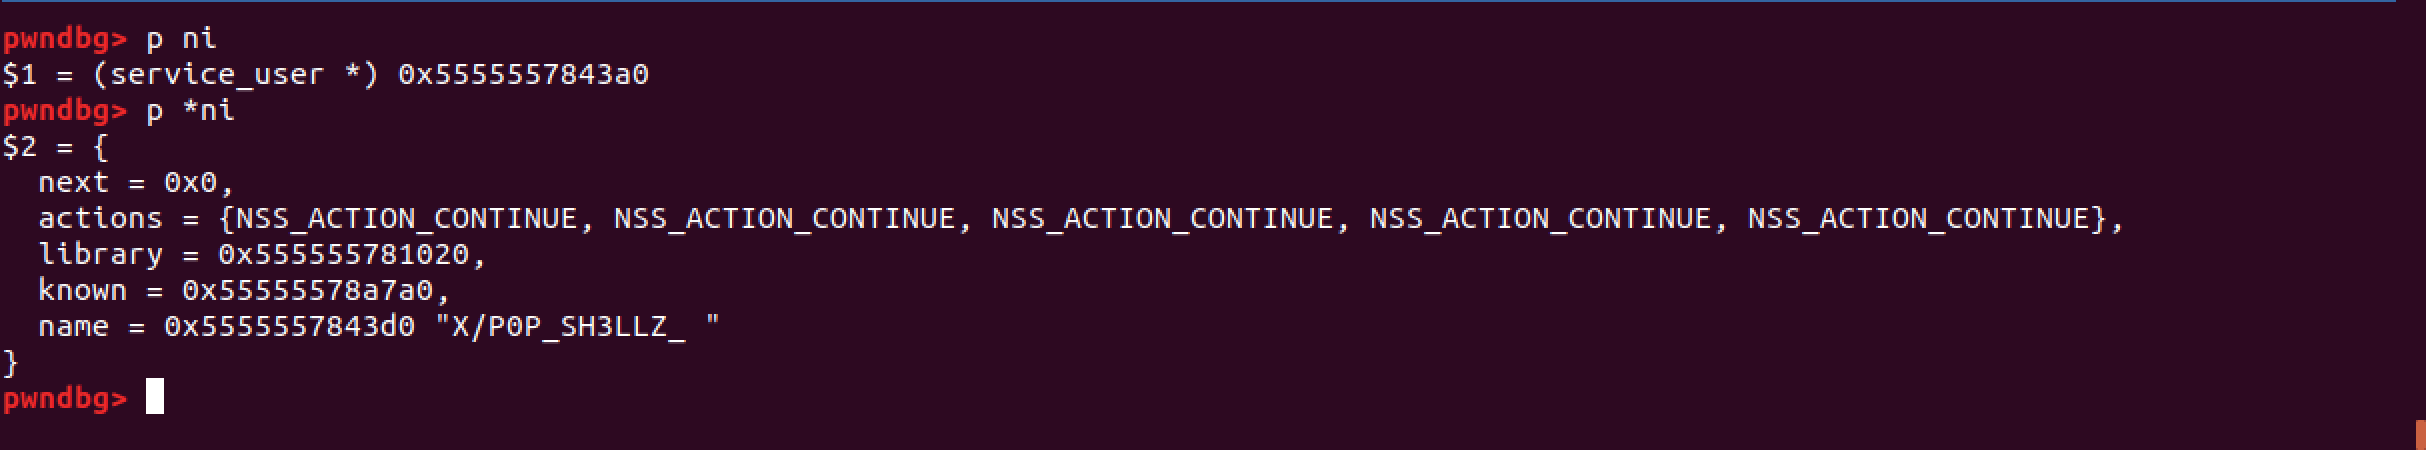 pwndbg> p ni
$1 = (service_user *) 0x5555557843a0
pwndbg> p *ni
$2 = {
  next = 0x0,
  actions = {NSS_ACTION_CONTINUE, NSS_ACTION_CONTINUE, NSS_ACTION_CONTINUE, NSS_ACTION_CONTINUE, NSS_ACTION_CONTINUE},
  library = 0x555555781020,
  known = 0x55555578a7a0,
  name = 0x5555557843d0 "X/P0P_SH3LLZ_ "
}
pwndbg>